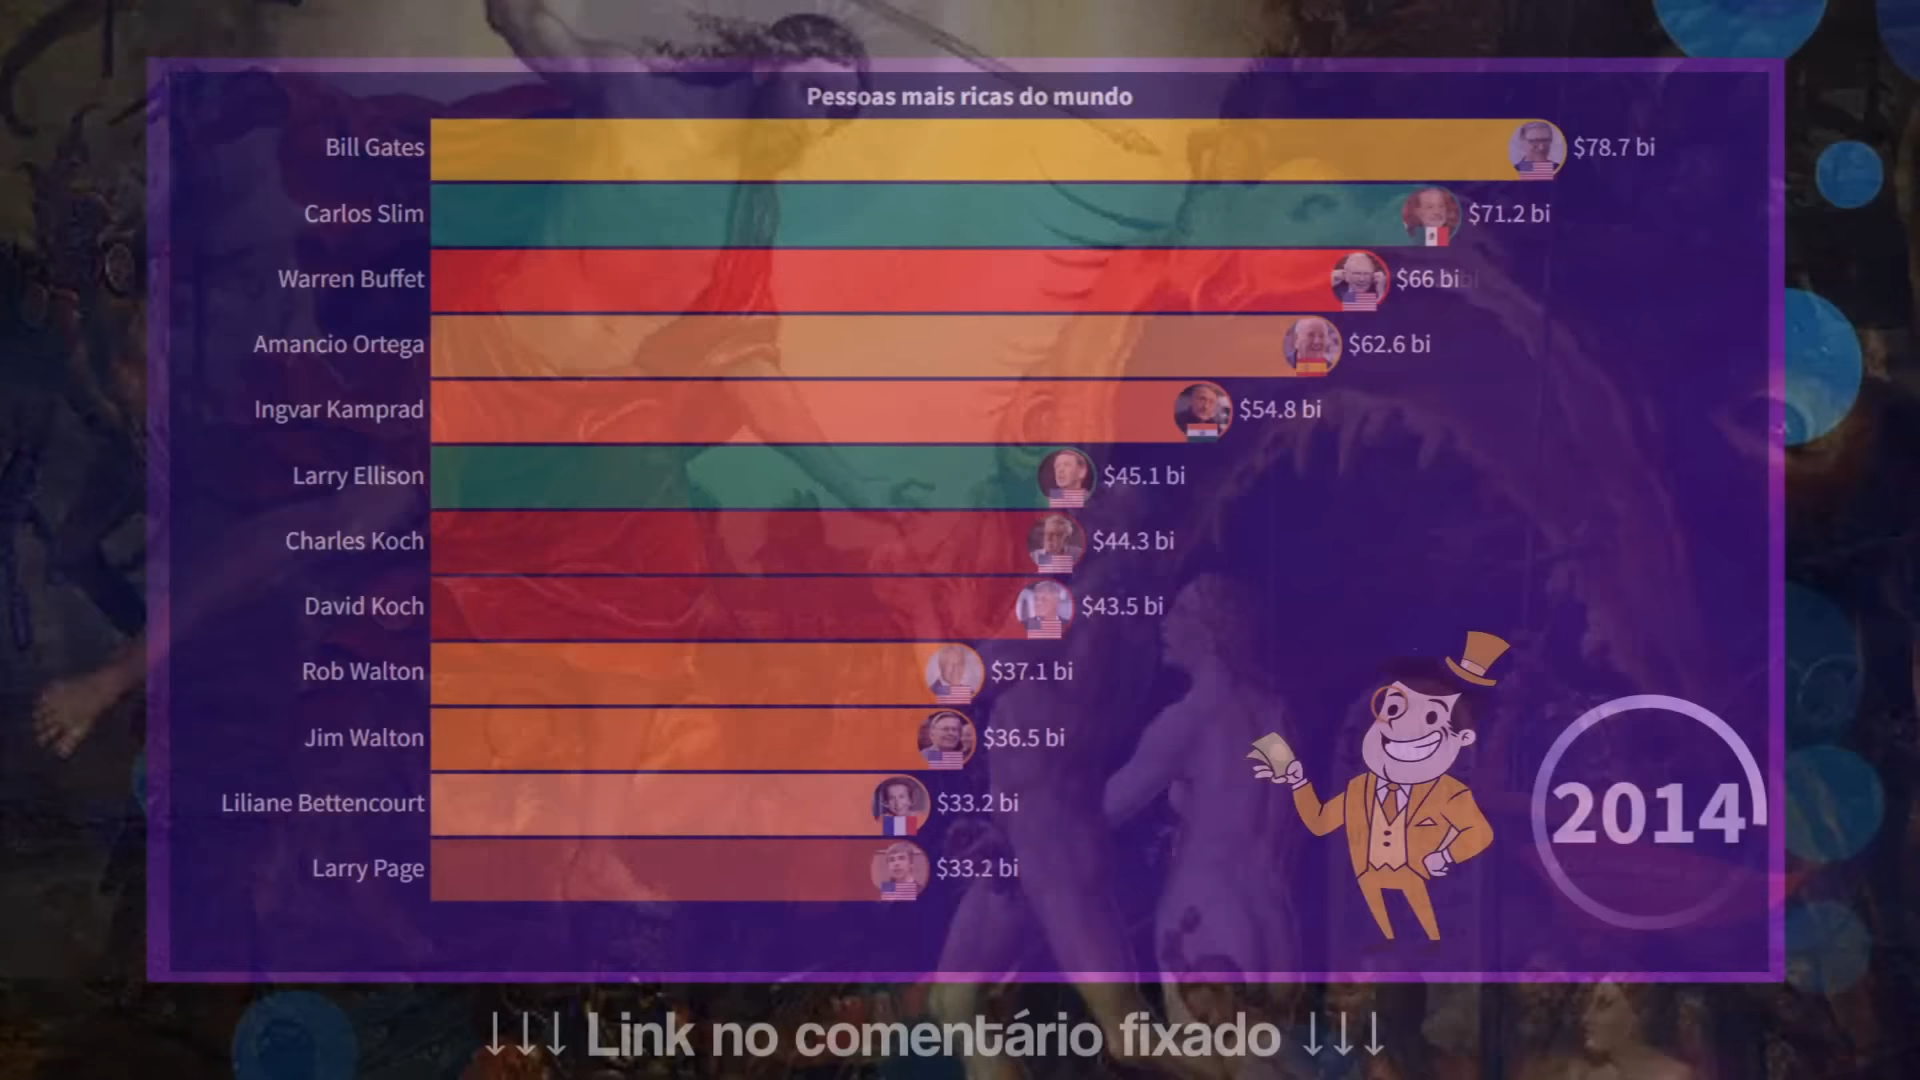 Pessoas mais ricas do mundo
Bill Gates $78.7 bi
Carlos Slim $71.2 bi
Warren Buffet $66 bi
Amancio Ortega $62.6 bi
Ingvar Kamprad $54.8 bi
Larry Ellison $45.1 bi
Charles Koch $44.3 bi
David Koch $43.5 bi
Rob Walton $37.1 bi
Jim Walton $36.5 bi
Liliane Bettencourt $33.2 bi
Larry Page $33.2 bi
2014
↓↓↓ Link no comentário fixado ↓↓↓